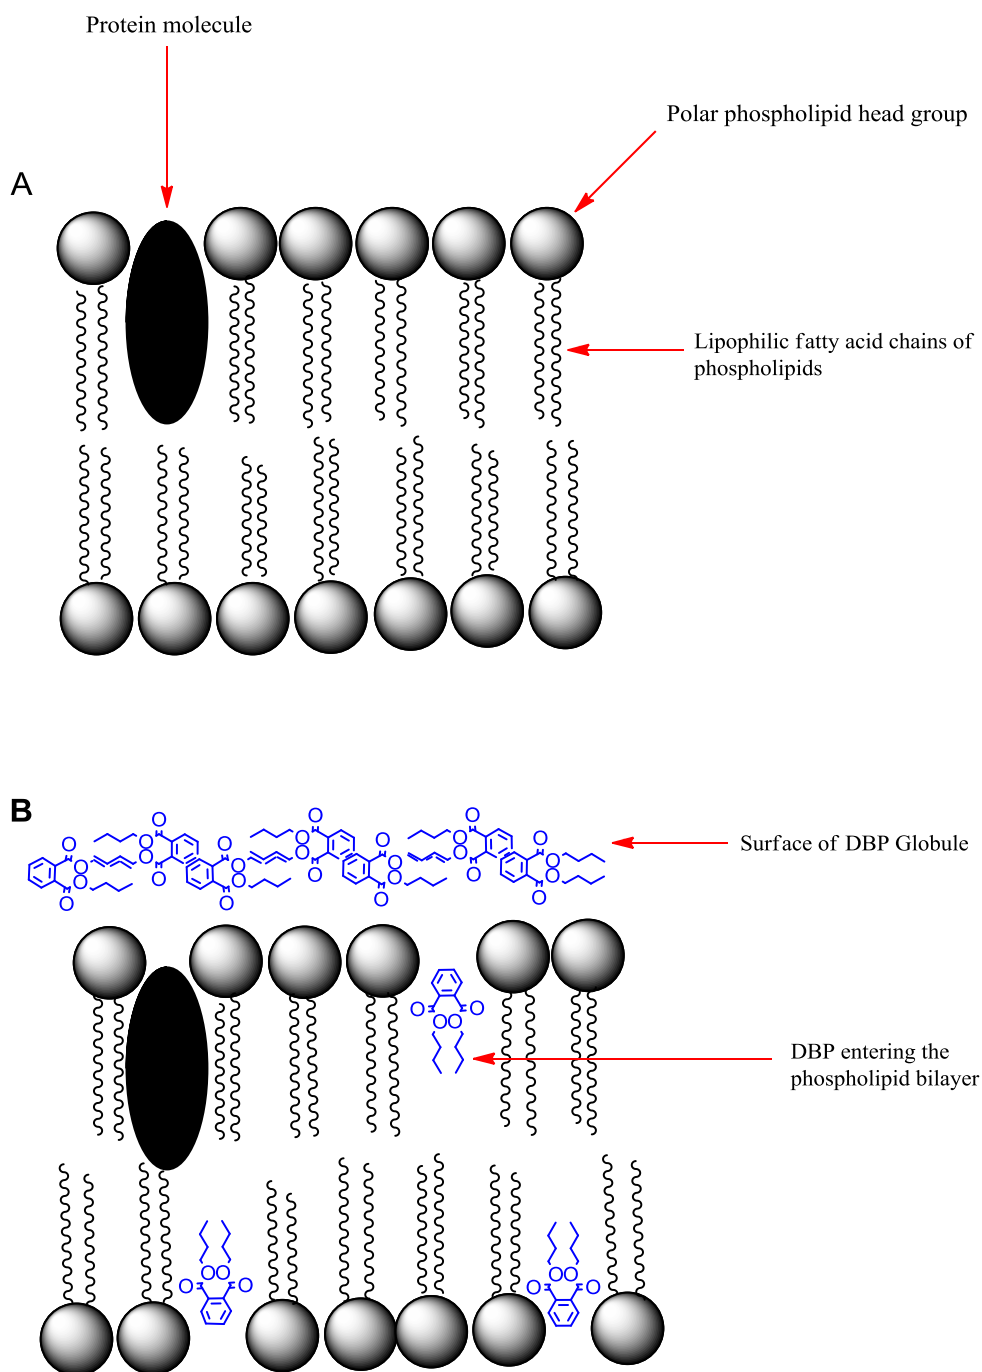 Protein molecule
Polar phospholipid head group
A
Lipophilic fatty acid chains of
phospholipids
B
Surface of DBP Globule
DBP entering the
phospholipid bilayer